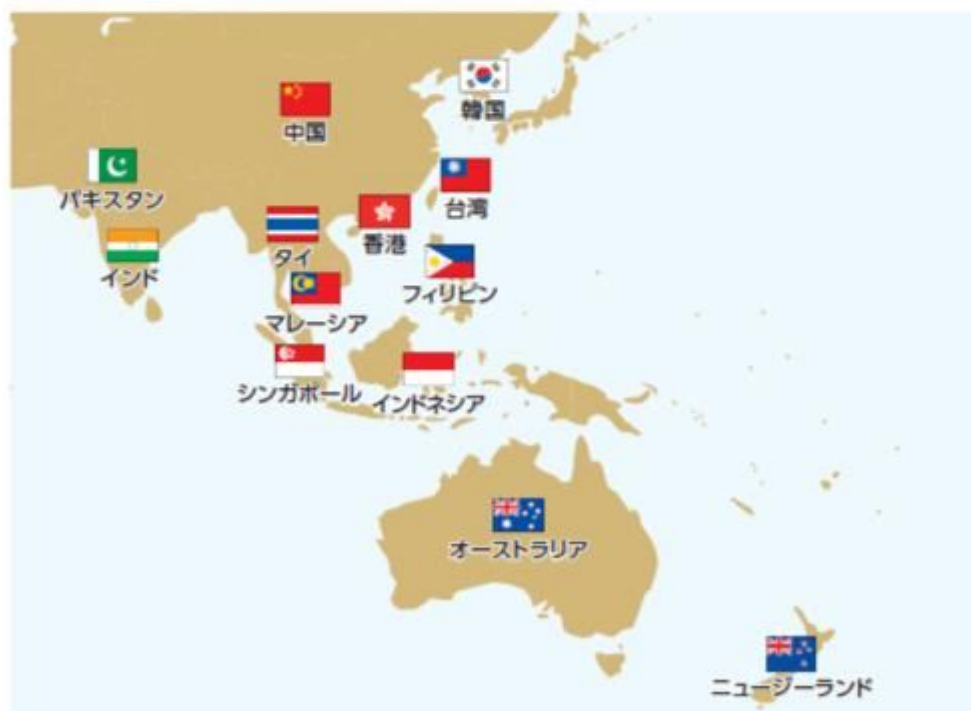 韓国
中国
パキスタン
台湾
香港
インド
タイ
フィリピン
マレーシア
シンガポール
インドネシア
オーストラリア
ニュージーランド